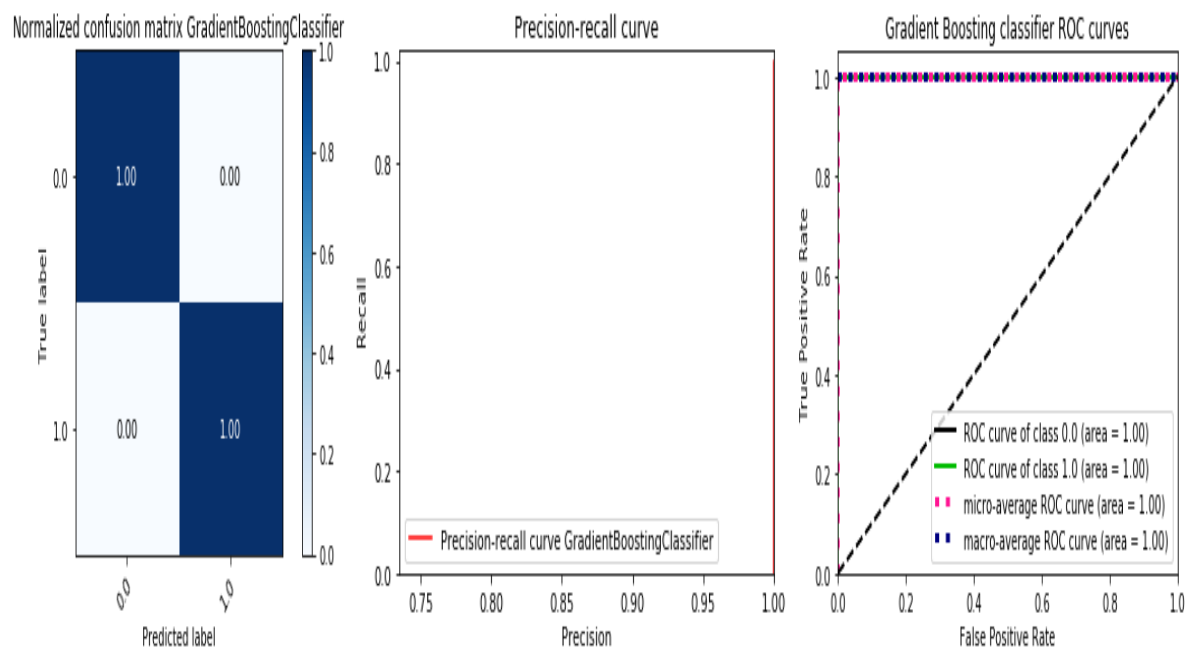 Normalized confusion matrix GradientBoostingClassifier
1.0
0.8
0.6
0.4
0.2
0.0
True label
0.0
1.0
1.00
0.00
0.00
1.00
0.0
1.0
Predicted label
Precision-recall curve
Recall
1.0
0.8
0.6
0.4
0.2
0.0
Precision-recall curve GradientBoostingClassifier
0.75
0.80
0.85
0.90
0.95
1.00
Precision
Gradient Boosting classifier ROC curves
True Positive Rate
1.0
0.8
0.6
0.4
0.2
0.0
ROC curve of class 0.0 (area = 1.00)
ROC curve of class 1.0 (area = 1.00)
micro-average ROC curve (area = 1.00)
macro-average ROC curve (area = 1.00)
0.0
0.2
0.4
0.6
0.8
1.0
False Positive Rate